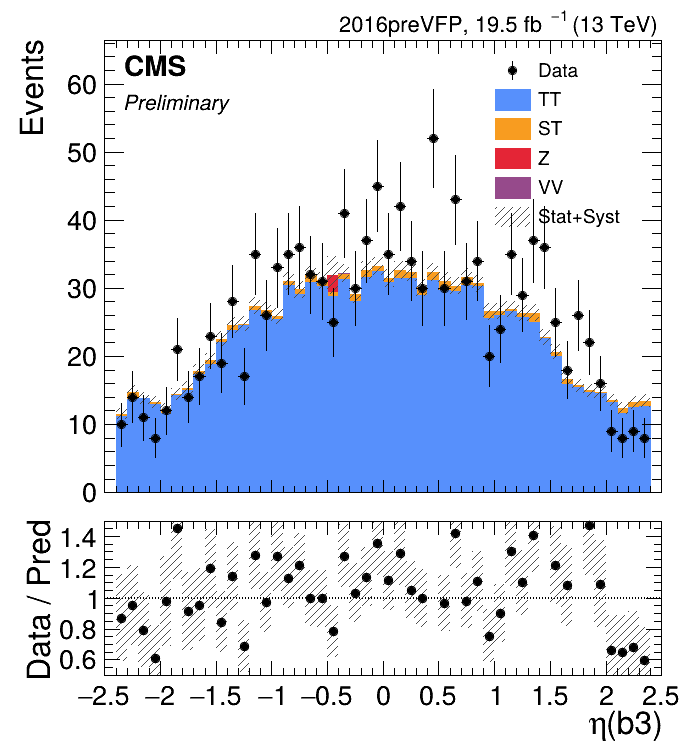 2016preVFP, 19.5 fb ⁻¹ (13 TeV)
CMS
Preliminary
Events
60
50
40
30
20
10
0
Data
TT
ST
Z
VV
Stat+Syst
Data / Pred
1.4
1.2
1
0.8
0.6
−2.5 −2 −1.5 −1 −0.5 0 0.5 1 1.5 2 2.5
η(b3)